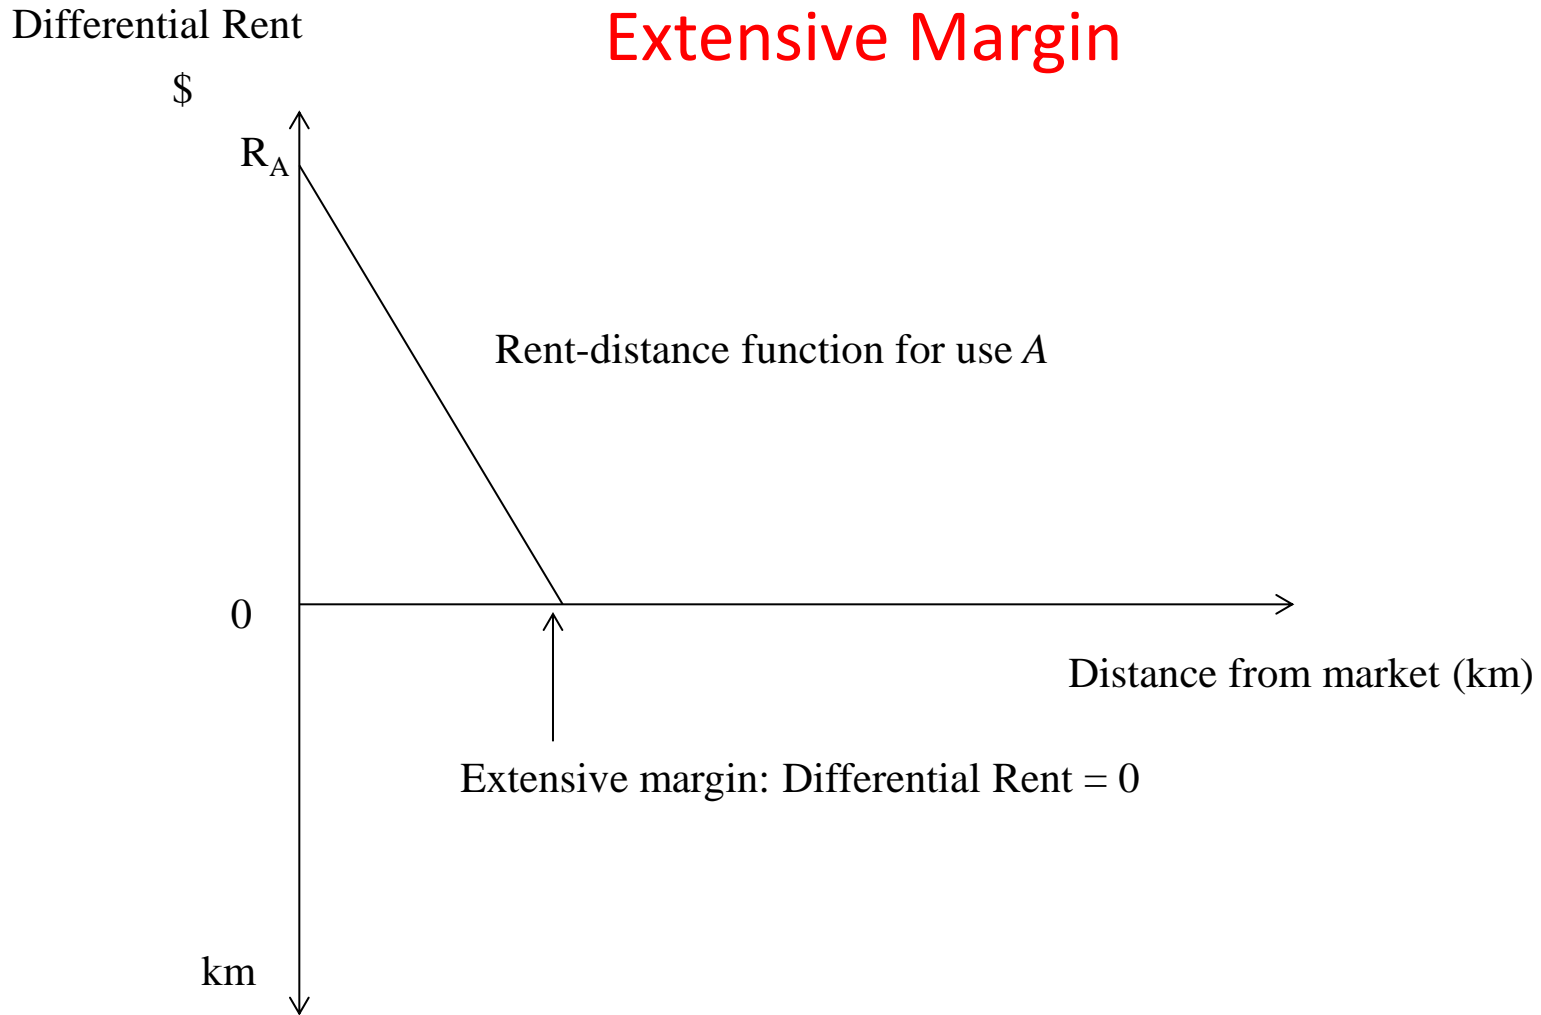 Differential Rent
Extensive Margin
$
R_A
Rent-distance function for use A
0
Distance from market (km)
Extensive margin: Differential Rent = 0
km